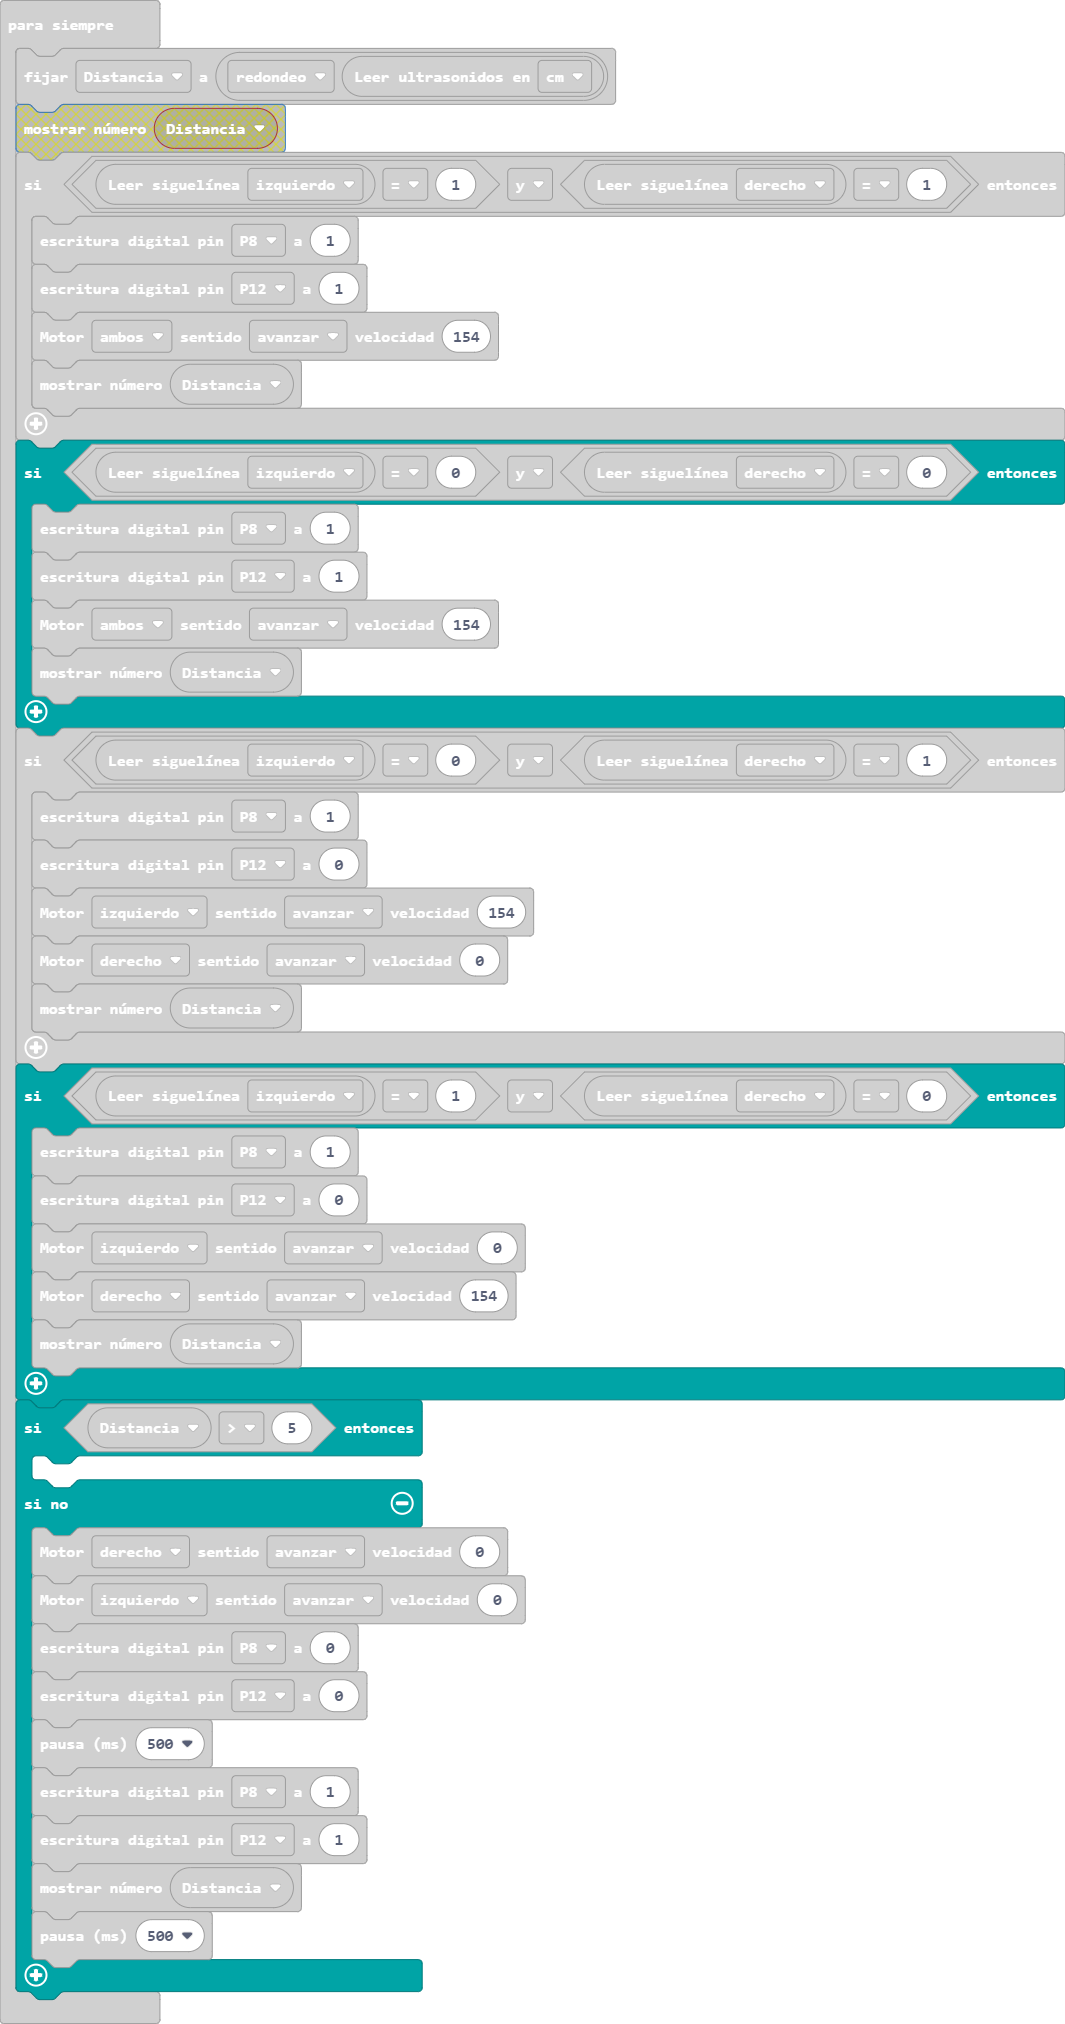 para siempre
fijar Distancia a redondeo Leer ultrasonidos en cm
mostrar número Distancia
si Leer siguelínea izquierdo = 1 y Leer siguelínea derecho = 1 entonces
escritura digital pin P8 a 1
escritura digital pin P12 a 1
Motor ambos sentido avanzar velocidad 154
mostrar número Distancia
si Leer siguelínea izquierdo = 0 y Leer siguelínea derecho = 0 entonces
escritura digital pin P8 a 1
escritura digital pin P12 a 1
Motor ambos sentido avanzar velocidad 154
mostrar número Distancia
si Leer siguelínea izquierdo = 0 y Leer siguelínea derecho = 1 entonces
escritura digital pin P8 a 1
escritura digital pin P12 a 0
Motor izquierdo sentido avanzar velocidad 154
Motor derecho sentido avanzar velocidad 0
mostrar número Distancia
si Leer siguelínea izquierdo = 1 y Leer siguelínea derecho = 0 entonces
escritura digital pin P8 a 1
escritura digital pin P12 a 0
Motor izquierdo sentido avanzar velocidad 0
Motor derecho sentido avanzar velocidad 154
mostrar número Distancia
si Distancia > 5 entonces
si no
Motor derecho sentido avanzar velocidad 0
Motor izquierdo sentido avanzar velocidad 0
escritura digital pin P8 a 0
escritura digital pin P12 a 0
pausa (ms) 500
escritura digital pin P8 a 1
escritura digital pin P12 a 1
mostrar número Distancia
pausa (ms) 500